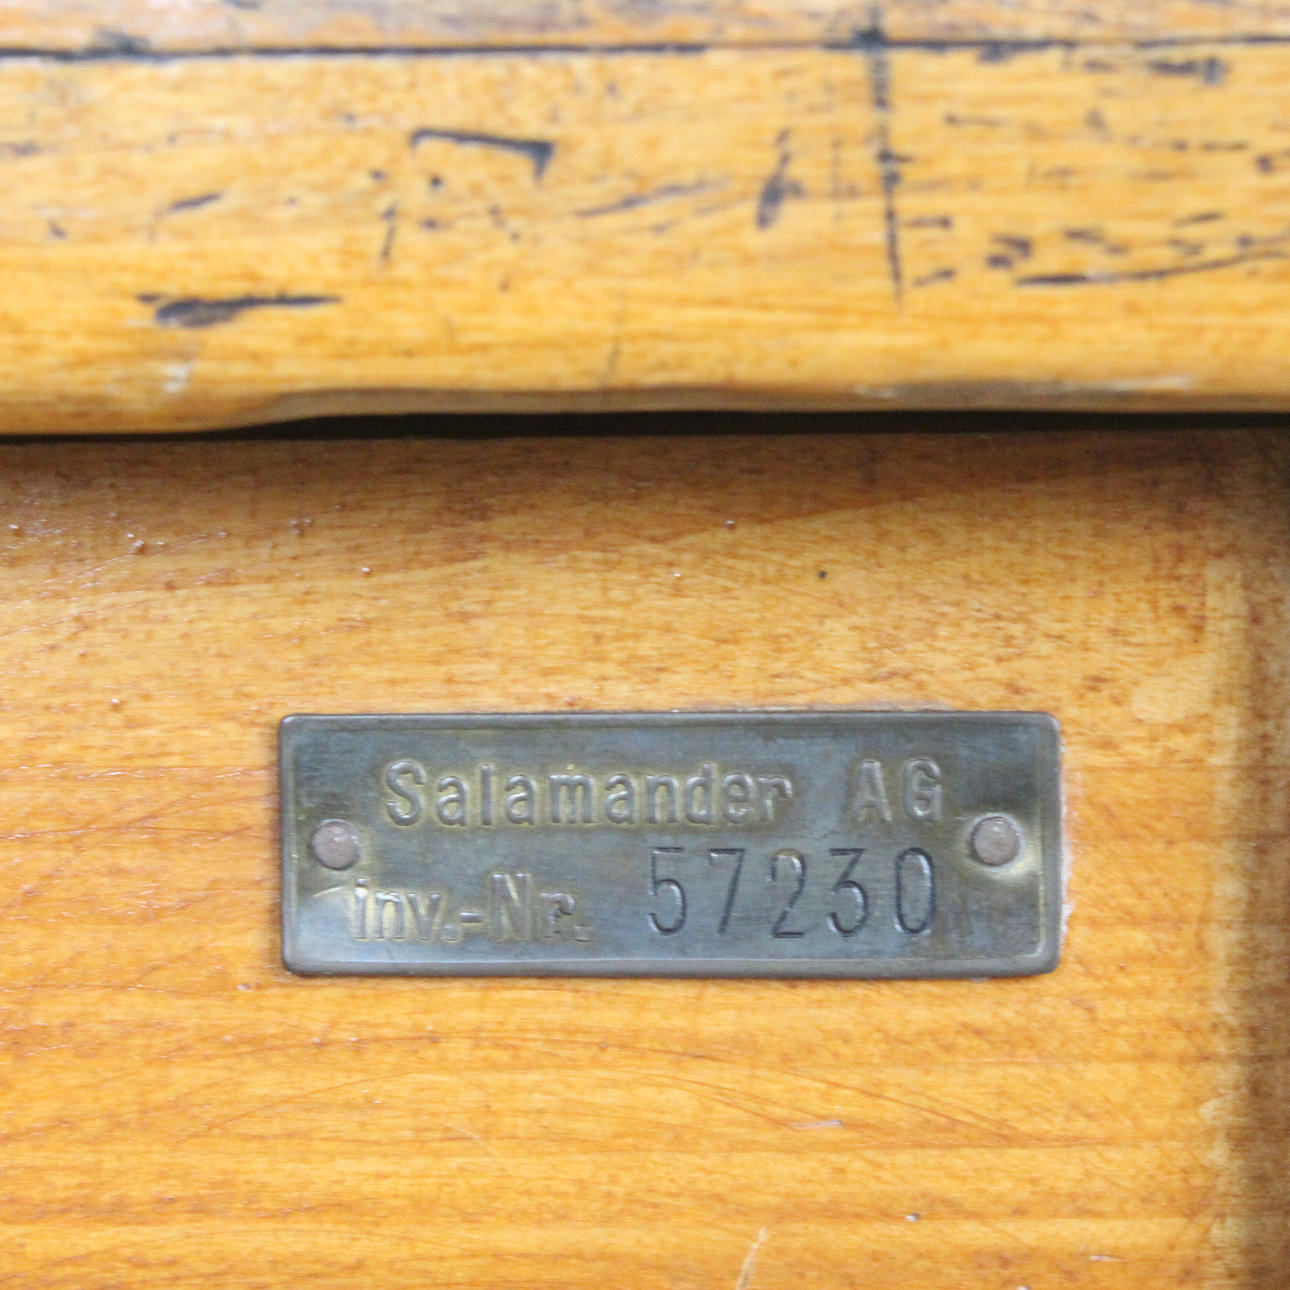 Salamander AG
inv.-Nr. 57230